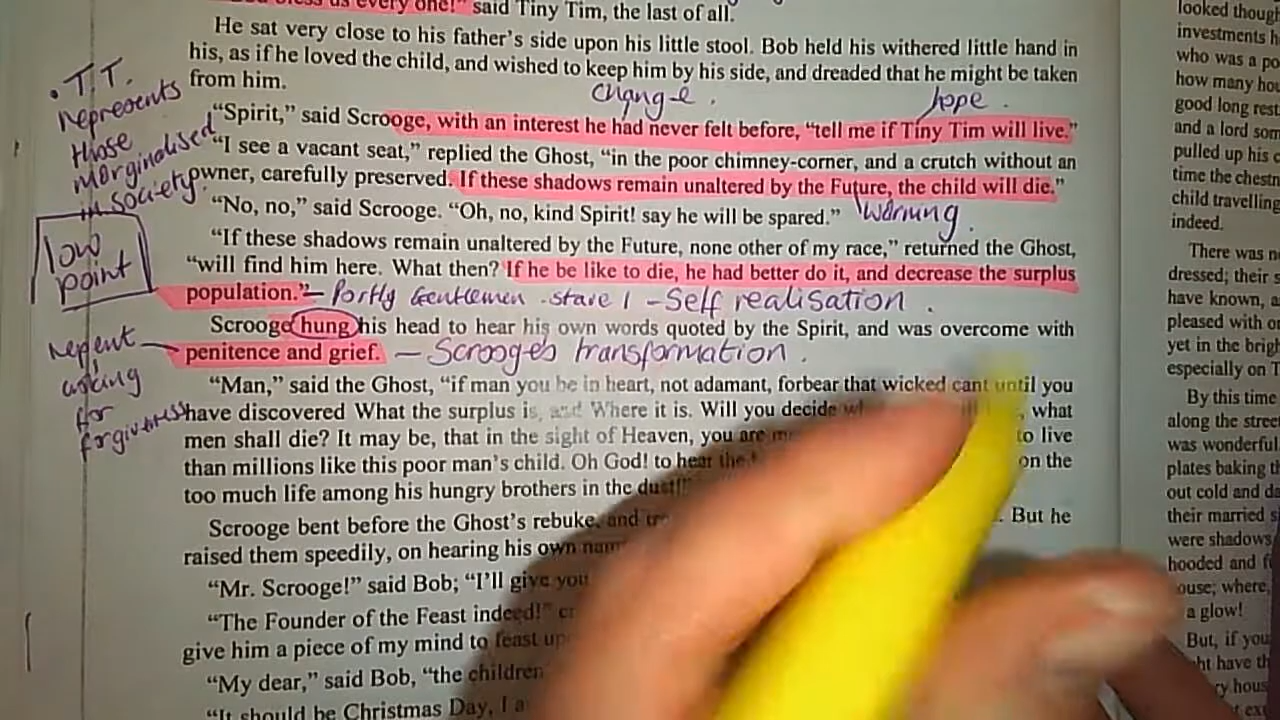 bless us every one!" said Tiny Tim, the last of all.
He sat very close to his father's side upon his little stool. Bob held his withered little hand in
his, as if he loved the child, and wished to keep him by his side, and dreaded that he might be taken
from him.
change.
hope.
"Spirit," said Scrooge, with an interest he had never felt before, "tell me if Tiny Tim will live."
"I see a vacant seat," replied the Ghost, "in the poor chimney-corner, and a crutch without an
owner, carefully preserved. If these shadows remain unaltered by the Future, the child will die."
"No, no," said Scrooge. "Oh, no, kind Spirit! say he will be spared."
Warning.
"If these shadows remain unaltered by the Future, none other of my race," returned the Ghost,
"will find him here. What then? If he be like to die, he had better do it, and decrease the surplus
population."
– Portly Gentlemen . stave 1 – Self realisation .
Scrooge hung his head to hear his own words quoted by the Spirit, and was overcome with
penitence and grief.
– Scrooges transformation .
"Man," said the Ghost, "if man you be in heart, not adamant, forbear that wicked cant until you
have discovered What the surplus is, and Where it is. Will you decide what
men shall die? It may be, that in the sight of Heaven, you are
than millions like this poor man's child. Oh God! to hear the
too much life among his hungry brothers in the dust!"
Scrooge bent before the Ghost's rebuke, and
raised them speedily, on hearing his own name
"Mr. Scrooge!" said Bob; "I'll give you
"The Founder of the Feast indeed!"
give him a piece of my mind to feast
"My dear," said Bob, "the children
"It should be Christmas Day, I
, what
to live
on the
. But he
. T.T.
represents
those
marginalised
in society.
low
point
repent
asking
for
forgiveness
looked though
investments
who was a
how many
good long rest
and a lord
pulled up his
time the
child travelling
indeed.
There was
dressed; their
have known,
pleased with
yet in the
especially on
By this time
along the street
was wonderful.
plates baking
out cold and
their married
were shadows
hooded and
ouse; where,
a glow!
But, if you
ht have